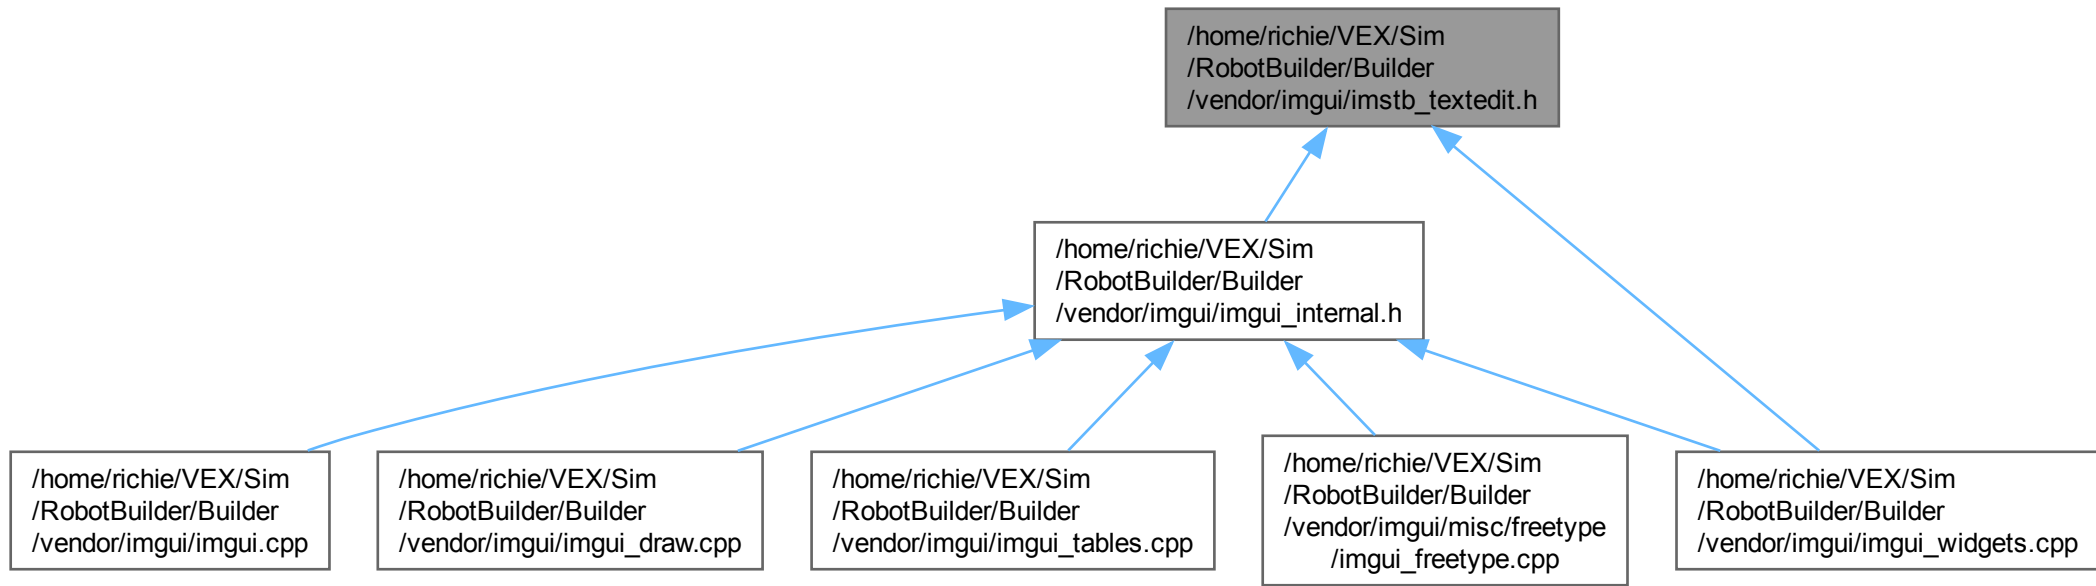 /home/richie/VEX/Sim
/RobotBuilder/Builder
/vendor/imgui/imstb_textedit.h
/home/richie/VEX/Sim
/RobotBuilder/Builder
/vendor/imgui/imgui_internal.h
/home/richie/VEX/Sim
/RobotBuilder/Builder
/vendor/imgui/imgui.cpp
/home/richie/VEX/Sim
/RobotBuilder/Builder
/vendor/imgui/imgui_draw.cpp
/home/richie/VEX/Sim
/RobotBuilder/Builder
/vendor/imgui/imgui_tables.cpp
/home/richie/VEX/Sim
/RobotBuilder/Builder
/vendor/imgui/misc/freetype
/imgui_freetype.cpp
/home/richie/VEX/Sim
/RobotBuilder/Builder
/vendor/imgui/imgui_widgets.cpp